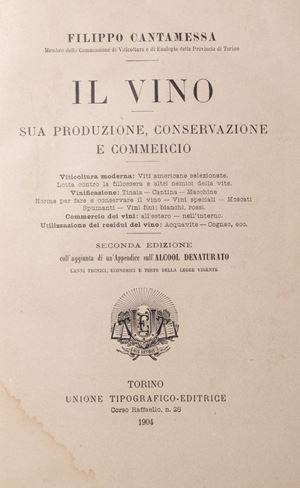 FILIPPO CANTAMESSA
Membro della Commissione di Viticoltura e di Enologia della Provincia di Torino
IL VINO
SUA PRODUZIONE, CONSERVAZIONE
E COMMERCIO
Viticoltura moderna: Viti americane selezionate.
Lotta contro la fillossera e altri nemici della vite.
Vinificazione: Tinaia — Cantina — Macchine
Norme per fare e conservare il vino — Vini speciali — Moscati
Spumanti — Vini fini: bianchi, rossi.
Commercio dei vini: all'estero — nell'interno.
Utilizzazione dei residui del vino: Acquavite — Cognac, ecc.
SECONDA EDIZIONE
coll'aggiunta di un'Appendice sull'ALCOOL DENATURATO
CENNI TECNICI, ECONOMICI E TESTO DELLA LEGGE VIGENTE
TORINO
UNIONE TIPOGRAFICO-EDITRICE
Corso Raffaello, n. 28
1904